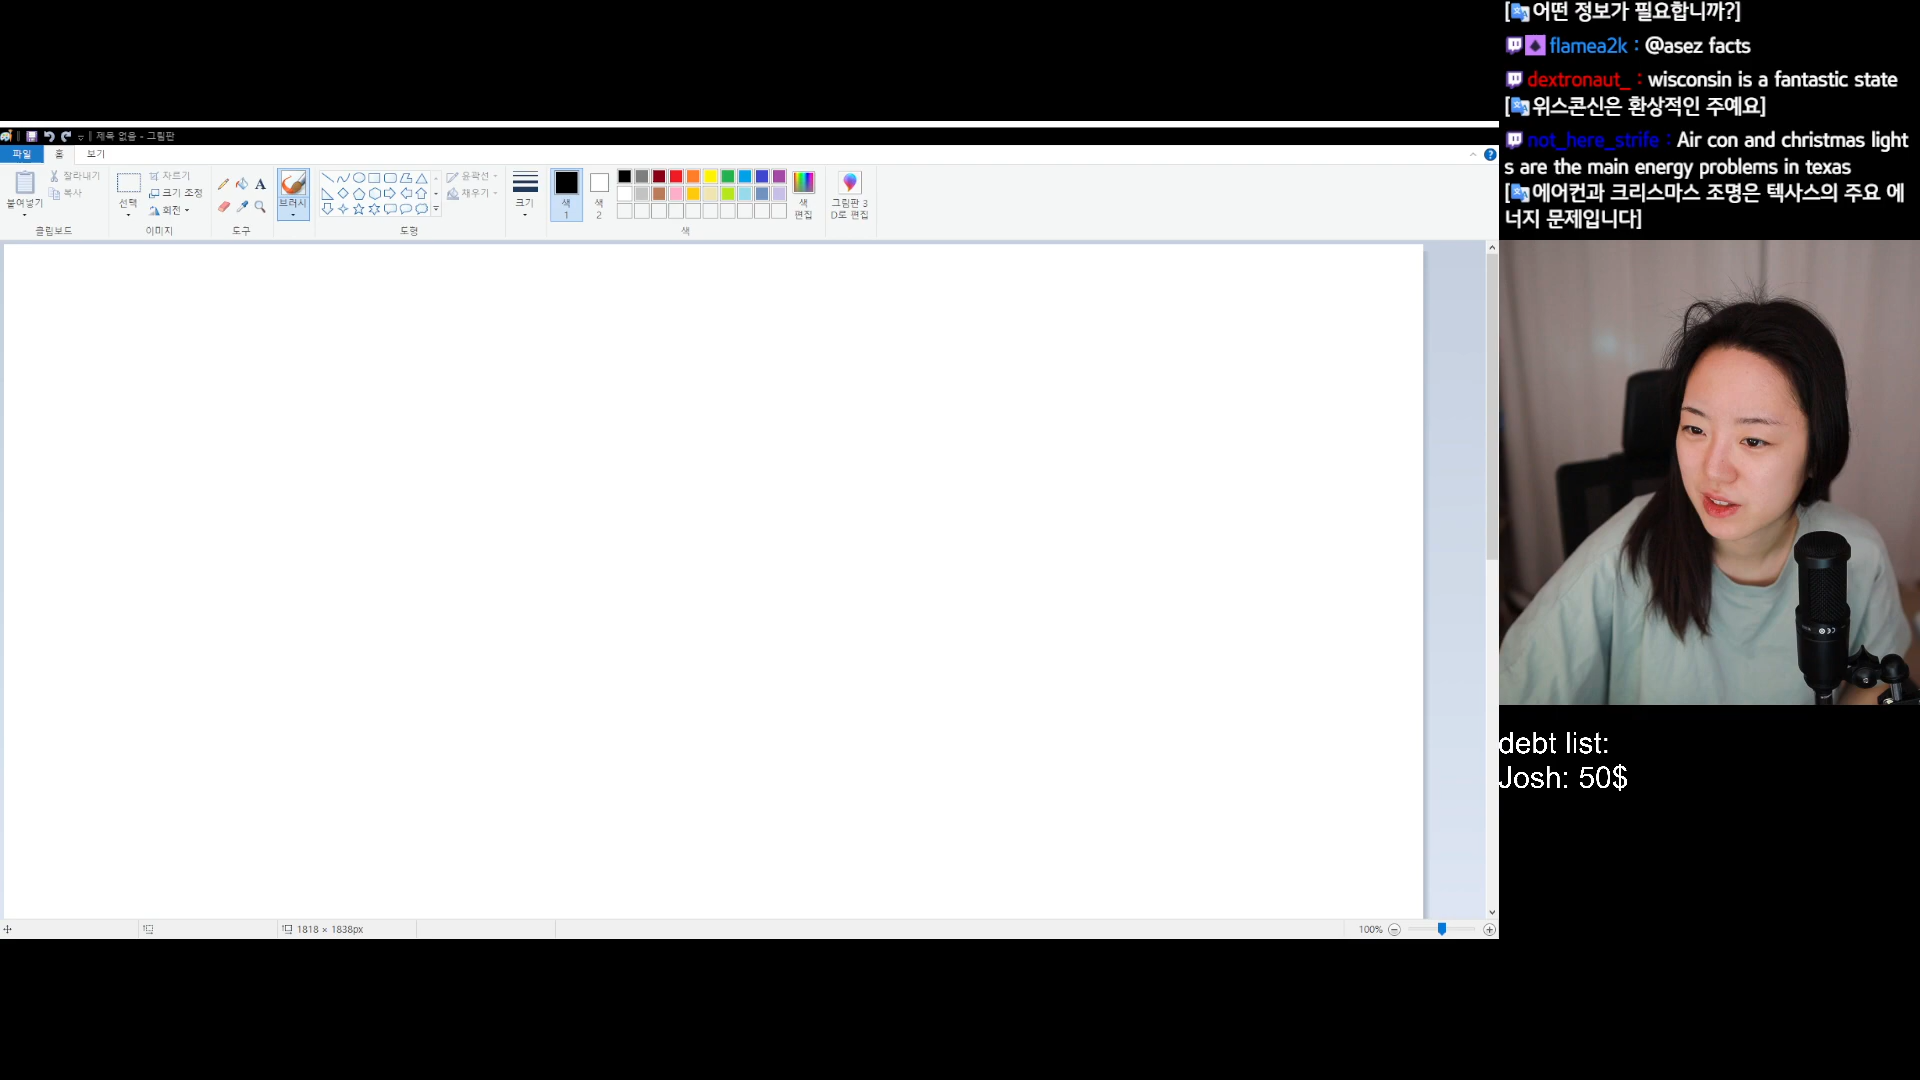 [어떤 정보가 필요합니까?]
flamea2k : @asez facts
dextronaut_ : wisconsin is a fantastic state
[위스콘신은 환상적인 주예요]
not_here_strife : Air con and christmas light
s are the main energy problems in texas
[에어컨과 크리스마스 조명은 텍사스의 주요 에
너지 문제입니다]
제목 없음 - 그림판
파일 홈 보기
붙여넣기
잘라내기
복사
클립보드
선택
자르기
크기 조정
회전
이미지
A
도구
브러시
윤곽선
채우기
도형
크기
색
1
색
2
색
편집
색
그림판 3
D로 편집
1818 × 1838px
100%
debt list:
Josh: 50$